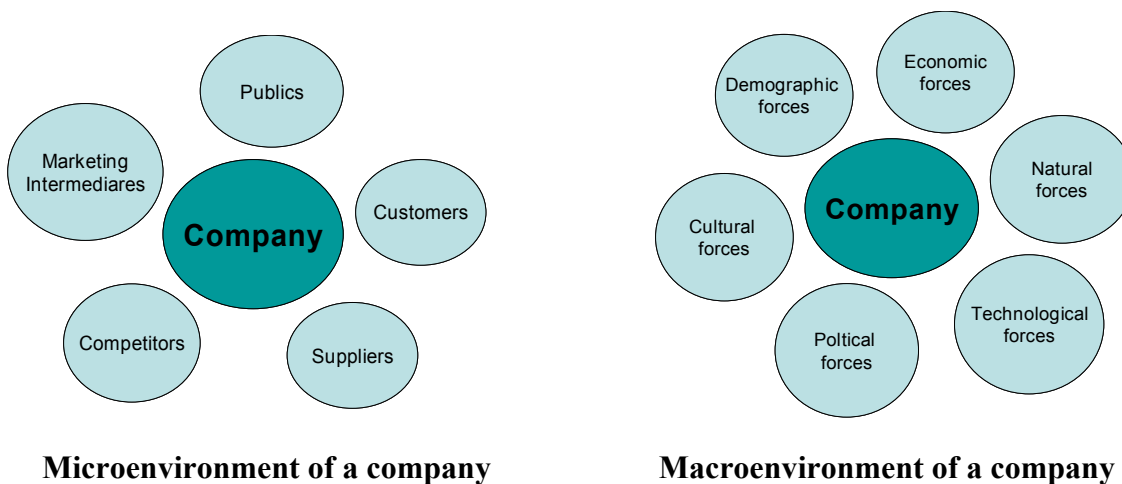 Publics
Marketing
Intermediares
Company
Customers
Competitors
Suppliers
Microenvironment of a company
Economic
forces
Demographic
forces
Natural
forces
Company
Cultural
forces
Technological
forces
Poltical
forces
Macroenvironment of a company